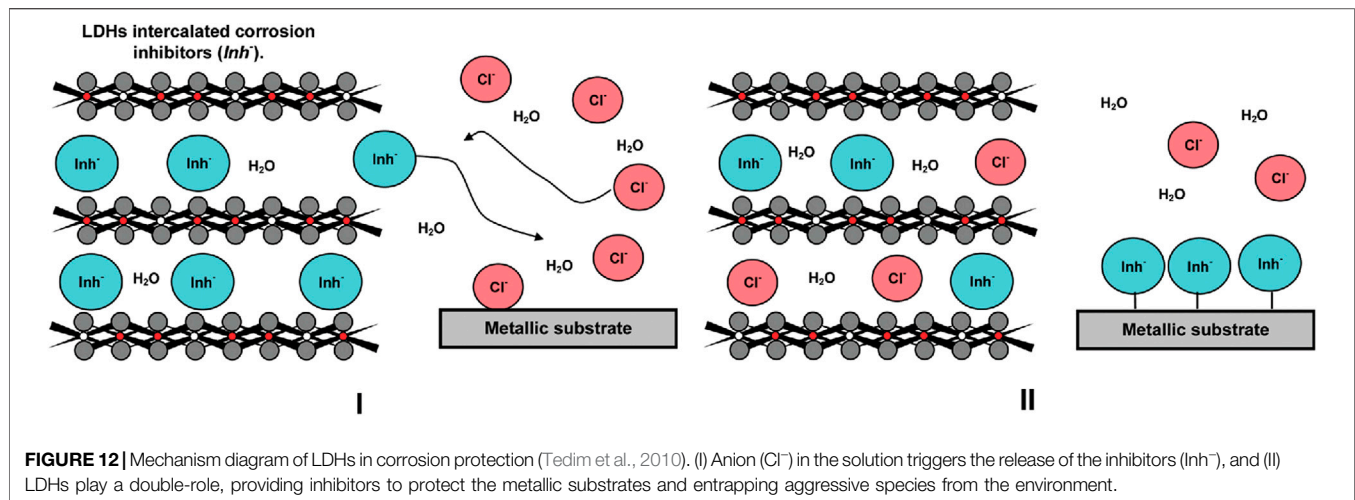 LDHs intercalated corrosion
inhibitors (Inh⁻).
Cl⁻
Cl⁻
H₂O
Inh⁻
Inh⁻
H₂O
Inh⁻
H₂O
Cl⁻
H₂O
Cl⁻
H₂O
Inh⁻
H₂O
Inh⁻
Inh⁻
Cl⁻
Metallic substrate
I
H₂O
H₂O
Cl⁻
Inh⁻
H₂O
Inh⁻
H₂O
Cl⁻
Cl⁻
H₂O
Cl⁻
H₂O
Cl⁻
Inh⁻
Inh⁻
Inh⁻
Inh⁻
Metallic substrate
II
FIGURE 12 | Mechanism diagram of LDHs in corrosion protection (Tedim et al., 2010). (I) Anion (Cl⁻) in the solution triggers the release of the inhibitors (Inh⁻), and (II)
LDHs play a double-role, providing inhibitors to protect the metallic substrates and entrapping aggressive species from the environment.